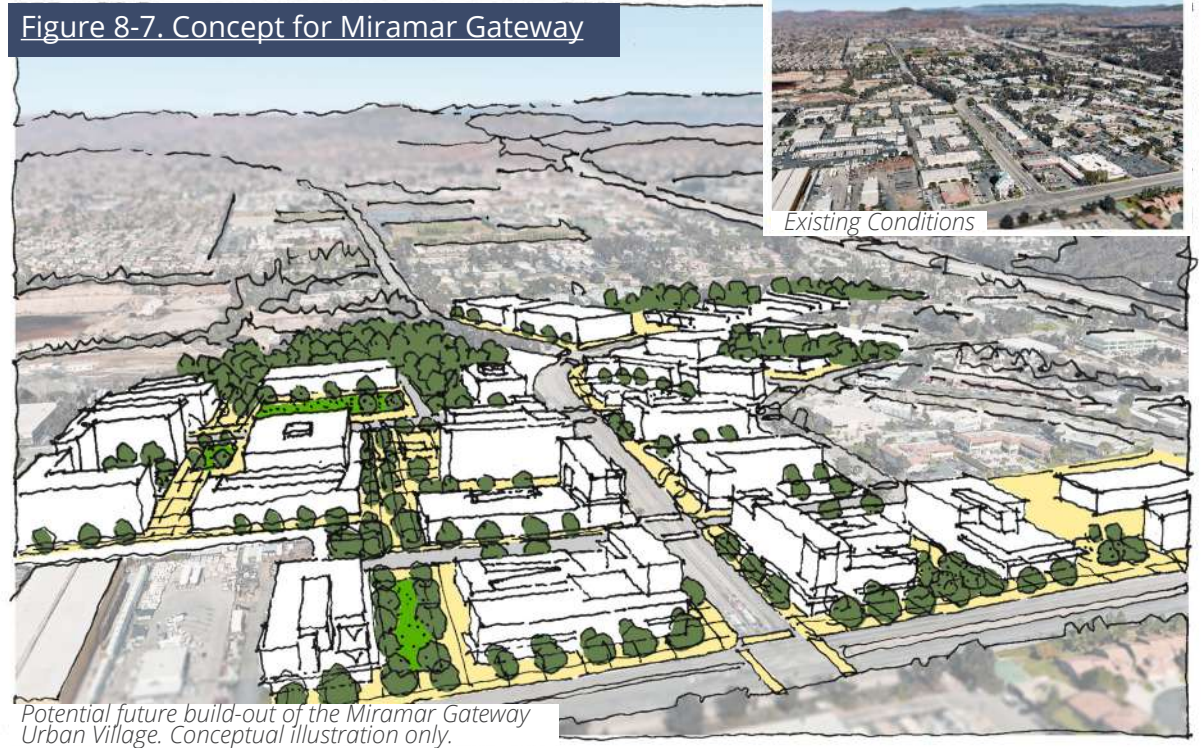 Figure 8-7. Concept for Miramar Gateway
Existing Conditions
Potential future build-out of the Miramar Gateway
Urban Village. Conceptual illustration only.